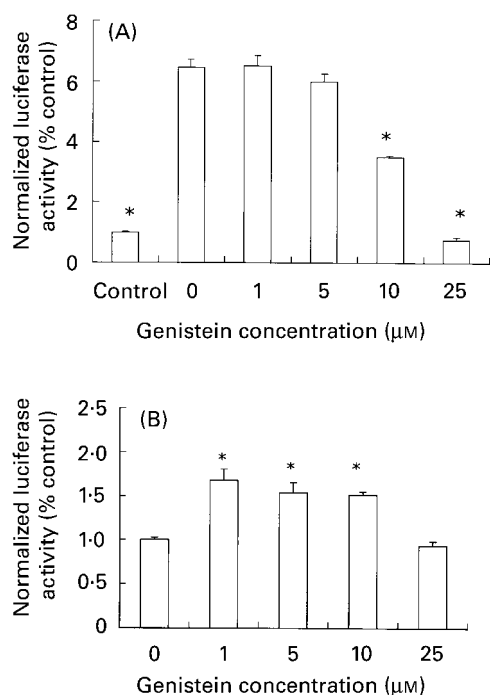 (A)
Normalized luciferase
activity (% control)
8
6
4
2
0
*
*
*
Control 0 1 5 10 25
Genistein concentration (μM)
(B)
Normalized luciferase
activity (% control)
2·5
2·0
1·5
1·0
0·5
0
*
*
*
0 1 5 10 25
Genistein concentration (μM)